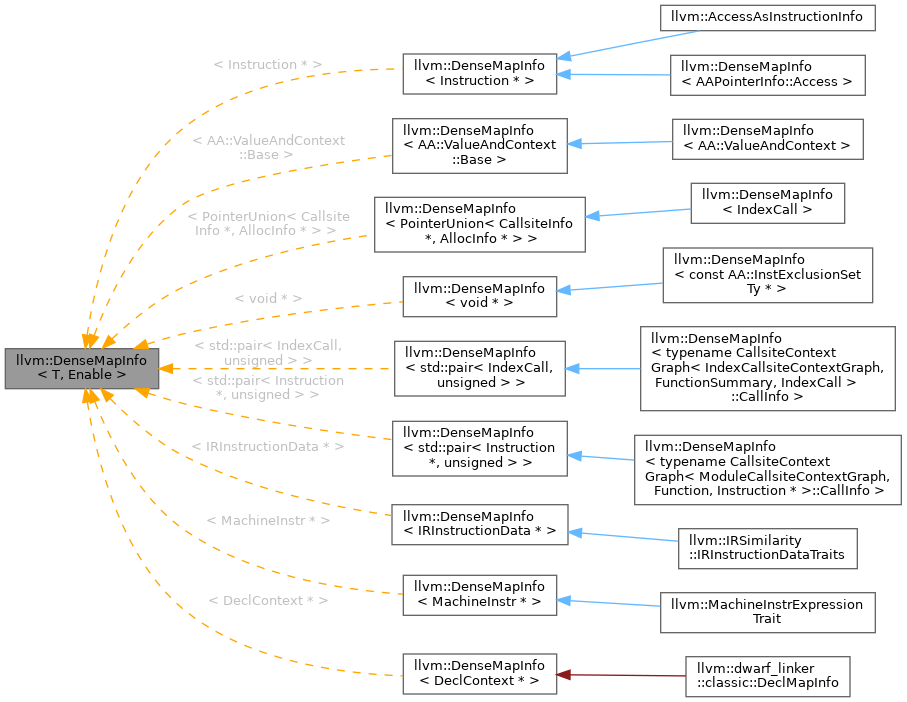 llvm::AccessAsInstructionInfo
< Instruction * >
llvm::DenseMapInfo
< Instruction * >
llvm::DenseMapInfo
< AAPointerInfo::Access >
< AA::ValueAndContext
::Base >
llvm::DenseMapInfo
< AA::ValueAndContext
::Base >
llvm::DenseMapInfo
< AA::ValueAndContext >
< PointerUnion< Callsite
Info *, AllocInfo * > >
llvm::DenseMapInfo
< PointerUnion< CallsiteInfo
*, AllocInfo * > >
llvm::DenseMapInfo
< IndexCall >
< void * >
llvm::DenseMapInfo
< void * >
llvm::DenseMapInfo
< const AA::InstExclusionSet
Ty * >
llvm::DenseMapInfo
< T, Enable >
< std::pair< IndexCall,
unsigned > >
llvm::DenseMapInfo
< std::pair< IndexCall,
unsigned > >
llvm::DenseMapInfo
< typename CallsiteContext
Graph< IndexCallsiteContextGraph,
FunctionSummary, IndexCall >
::CallInfo >
< std::pair< Instruction
*, unsigned > >
llvm::DenseMapInfo
< std::pair< Instruction
*, unsigned > >
llvm::DenseMapInfo
< typename CallsiteContext
Graph< ModuleCallsiteContextGraph,
Function, Instruction * >::CallInfo >
< IRInstructionData * >
llvm::DenseMapInfo
< IRInstructionData * >
llvm::IRSimilarity
::IRInstructionDataTraits
< MachineInstr * >
llvm::DenseMapInfo
< MachineInstr * >
llvm::MachineInstrExpression
Trait
< DeclContext * >
llvm::DenseMapInfo
< DeclContext * >
llvm::dwarf_linker
::classic::DeclMapInfo